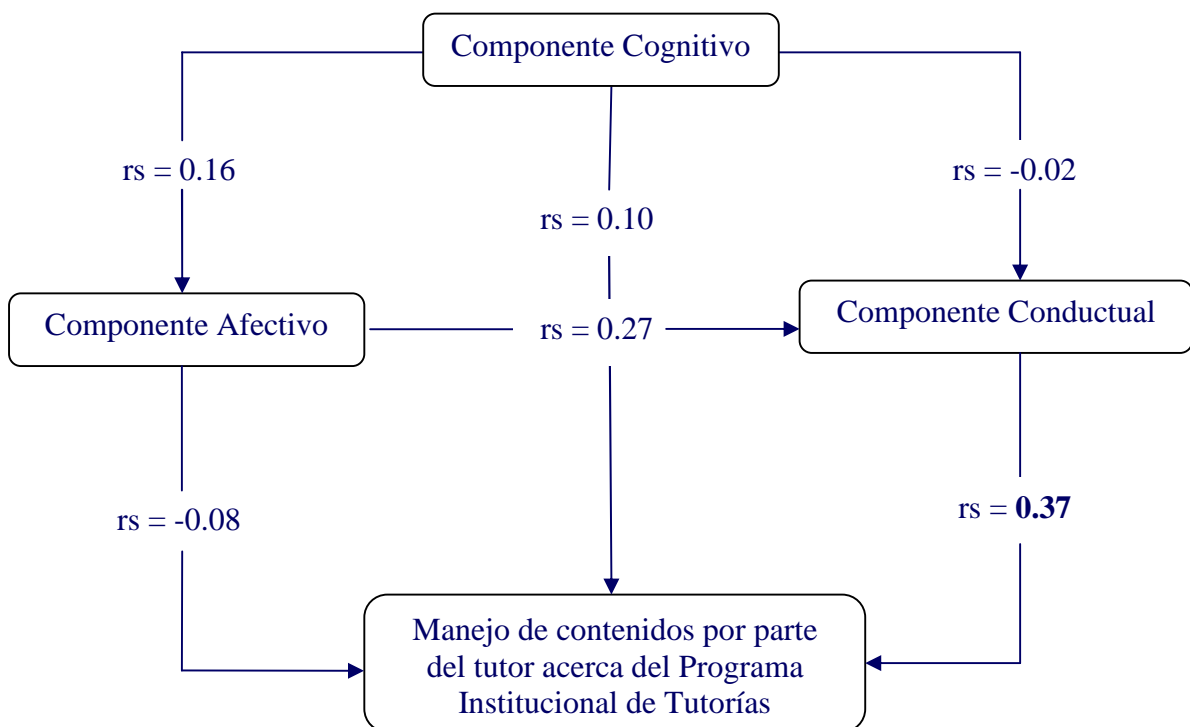 Componente Cognitivo
rs = 0.16
rs = -0.02
rs = 0.10
Componente Afectivo
rs = 0.27
Componente Conductual
rs = -0.08
rs = 0.37
Manejo de contenidos por parte
del tutor acerca del Programa
Institucional de Tutorías